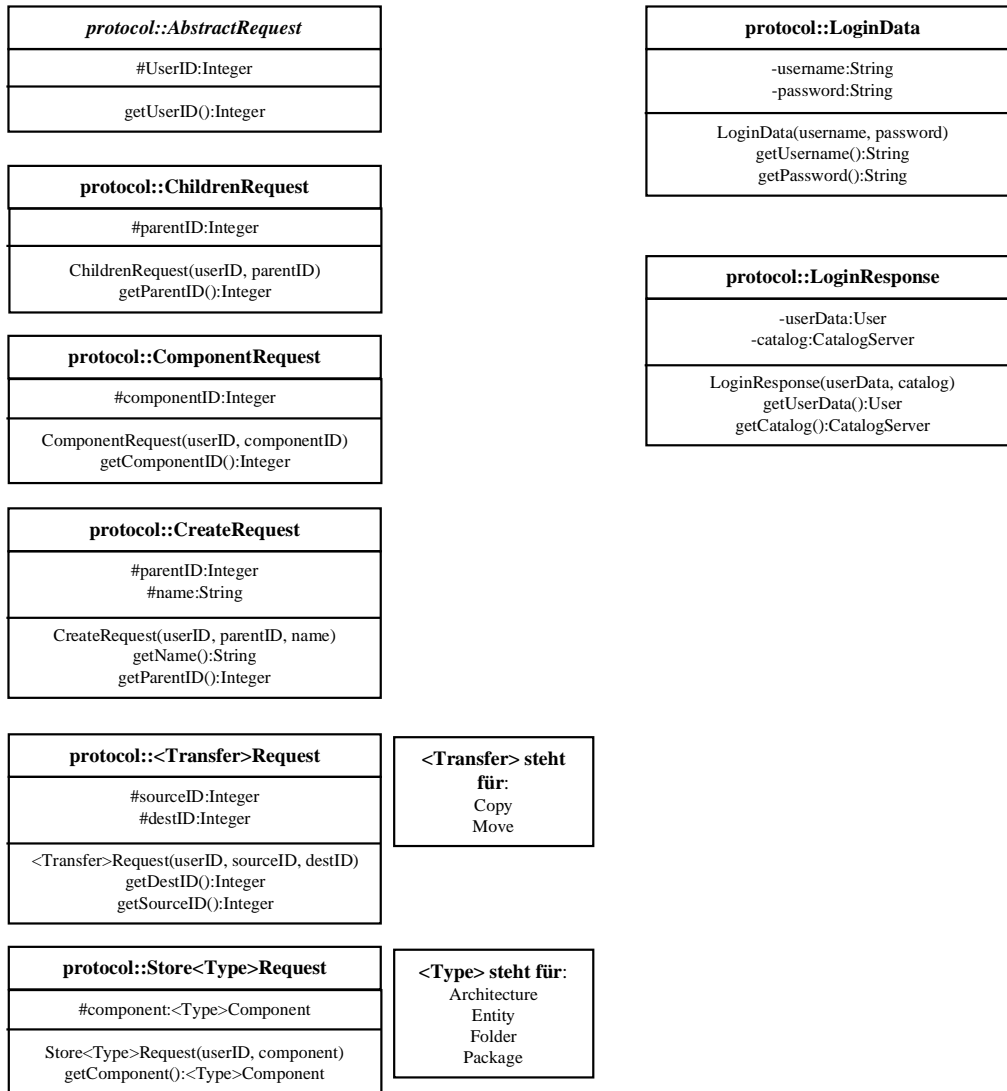 protocol::AbstractRequest
#UserID:Integer
getUserID():Integer
protocol::ChildrenRequest
#parentID:Integer
ChildrenRequest(userID, parentID)
getParentID():Integer
protocol::ComponentRequest
#componentID:Integer
ComponentRequest(userID, componentID)
getComponentID():Integer
protocol::CreateRequest
#parentID:Integer
#name:String
CreateRequest(userID, parentID, name)
getName():String
getParentID():Integer
protocol::<Transfer>Request
#sourceID:Integer
#destID:Integer
<Transfer>Request(userID, sourceID, destID)
getDestID():Integer
getSourceID():Integer
<Transfer> steht
für:
Copy
Move
protocol::Store<Type>Request
#component:<Type>Component
Store<Type>Request(userID, component)
getComponent():<Type>Component
<Type> steht für:
Architecture
Entity
Folder
Package
protocol::LoginData
-username:String
-password:String
LoginData(username, password)
getUsername():String
getPassword():String
protocol::LoginResponse
-userData:User
-catalog:CatalogServer
LoginResponse(userData, catalog)
getUserData():User
getCatalog():CatalogServer